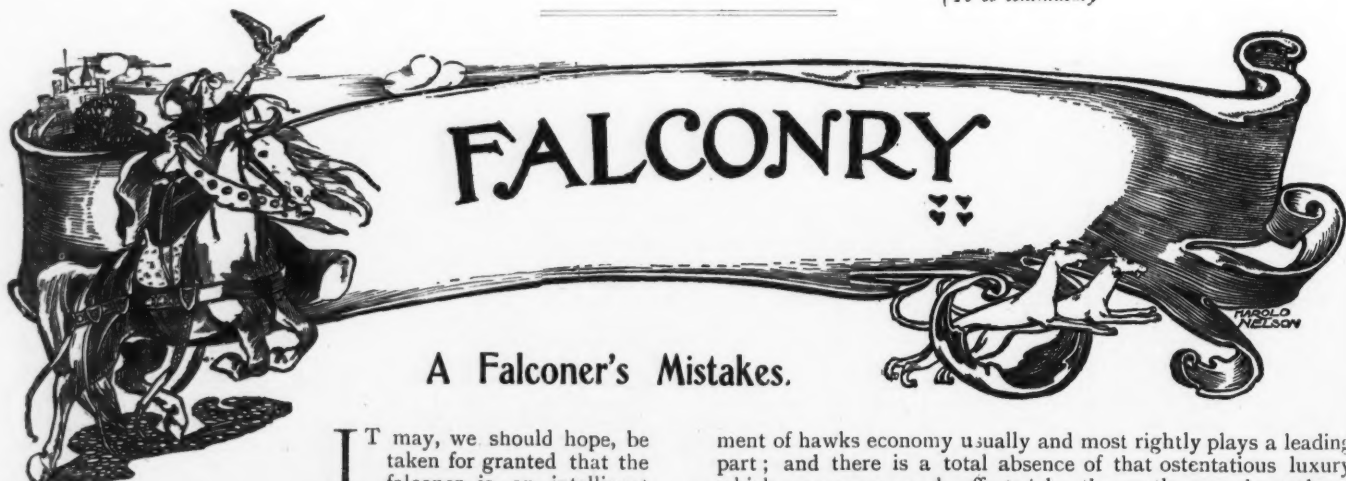 FALCONRY
HAROLD
NELSON
A Falconer's Mistakes.
IT may, we should hope, be
taken for granted that the
ment of hawks economy usually and most rightly plays a leading
part; and there is a total absence of that ostentatious luxury